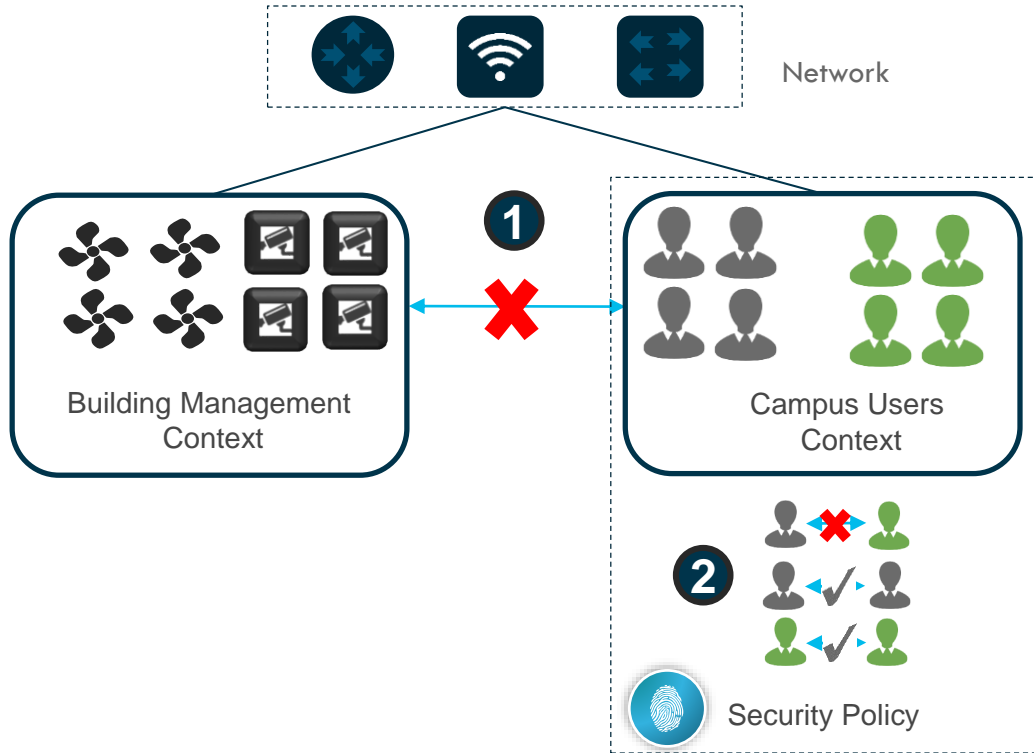 Network
1
Building Management
Context
Campus Users
Context
2
Security Policy